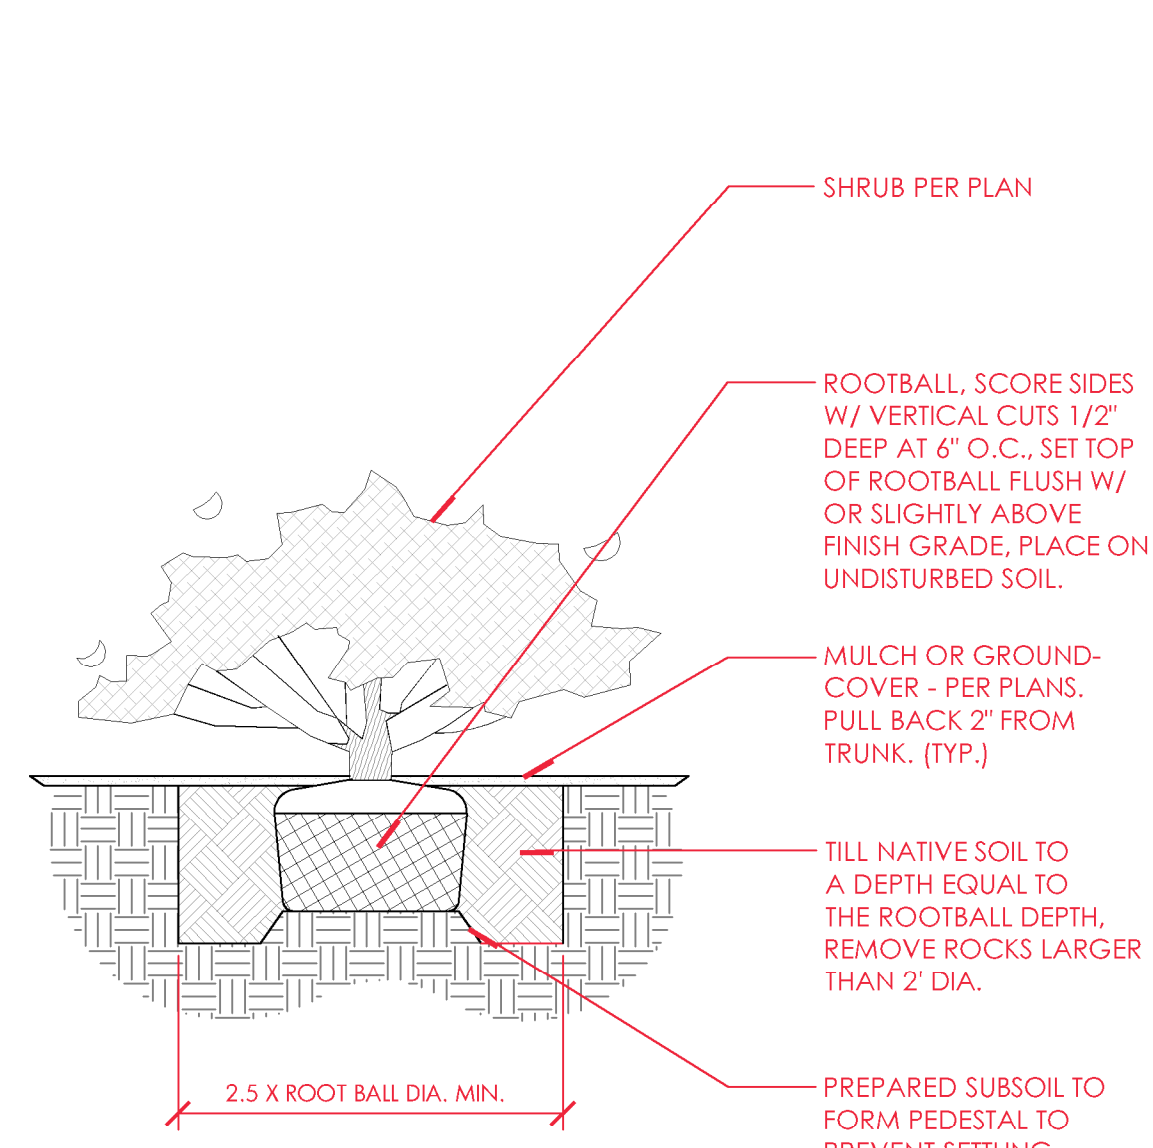 SHRUB PER PLAN
ROOTBALL, SCORE SIDES
W/ VERTICAL CUTS 1/2"
DEEP AT 6" O.C., SET TOP
OF ROOTBALL FLUSH W/
OR SLIGHTLY ABOVE
FINISH GRADE, PLACE ON
UNDISTURBED SOIL.
MULCH OR GROUND-
COVER - PER PLANS.
PULL BACK 2" FROM
TRUNK. (TYP.)
TILL NATIVE SOIL TO
A DEPTH EQUAL TO
THE ROOTBALL DEPTH,
REMOVE ROCKS LARGER
THAN 2' DIA.
2.5 X ROOT BALL DIA. MIN.
PREPARED SUBSOIL TO
FORM PEDESTAL TO
PREVENT SETTLING